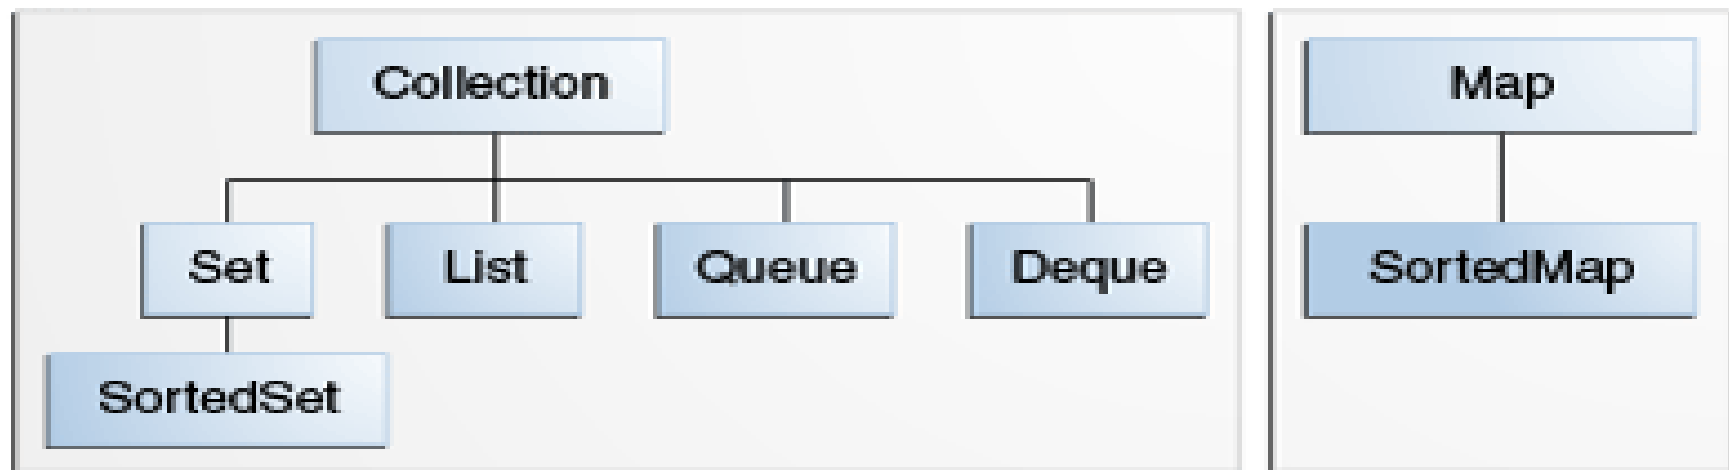 Collection
Map
Set
List
Queue
Deque
SortedMap
SortedSet